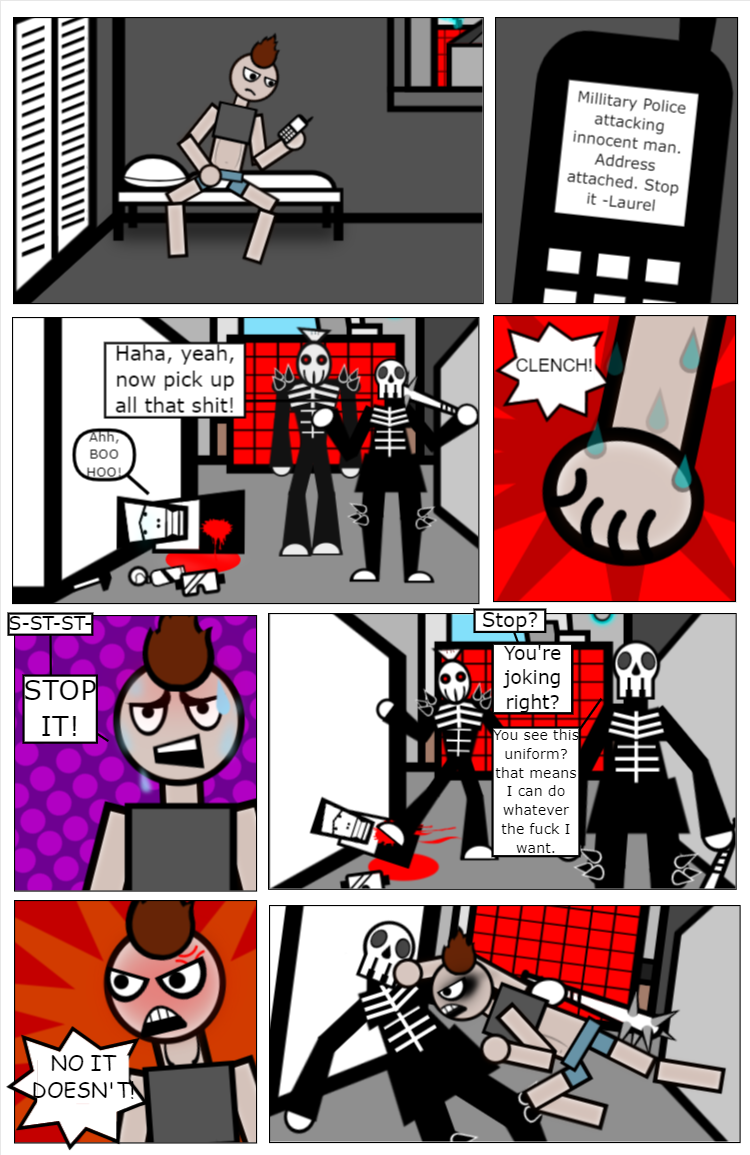 Millitary Police
attacking
innocent man.
Address
attached. Stop
it -Laurel
Haha, yeah,
now pick up
all that shit!
Ahh,
BOO
HOO!
CLENCH!
S-ST-ST-
STOP
IT!
Stop?
You're
joking
right?
You see this
uniform?
that means
I can do
whatever
the fuck I
want.
NO IT
DOESN'T!